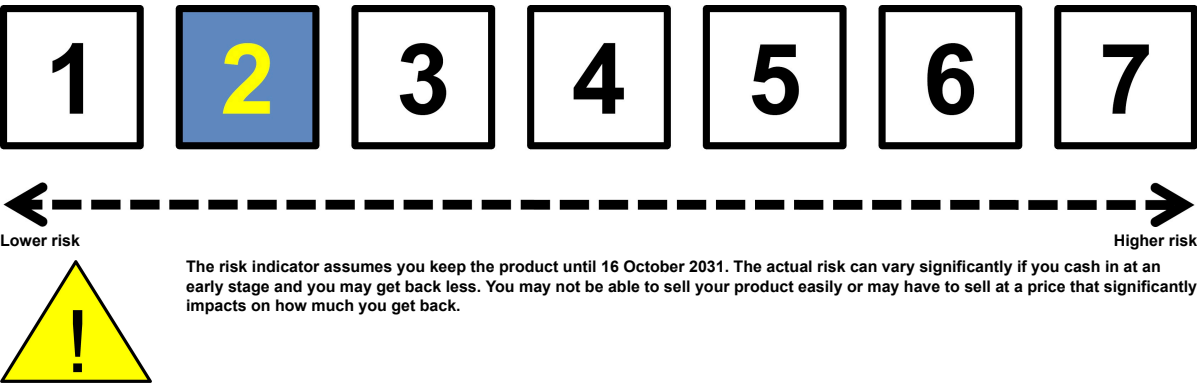 1 2 3 4 5 6 7
Lower risk Higher risk
The risk indicator assumes you keep the product until 16 October 2031. The actual risk can vary significantly if you cash in at an
early stage and you may get back less. You may not be able to sell your product easily or may have to sell at a price that significantly
impacts on how much you get back.
!